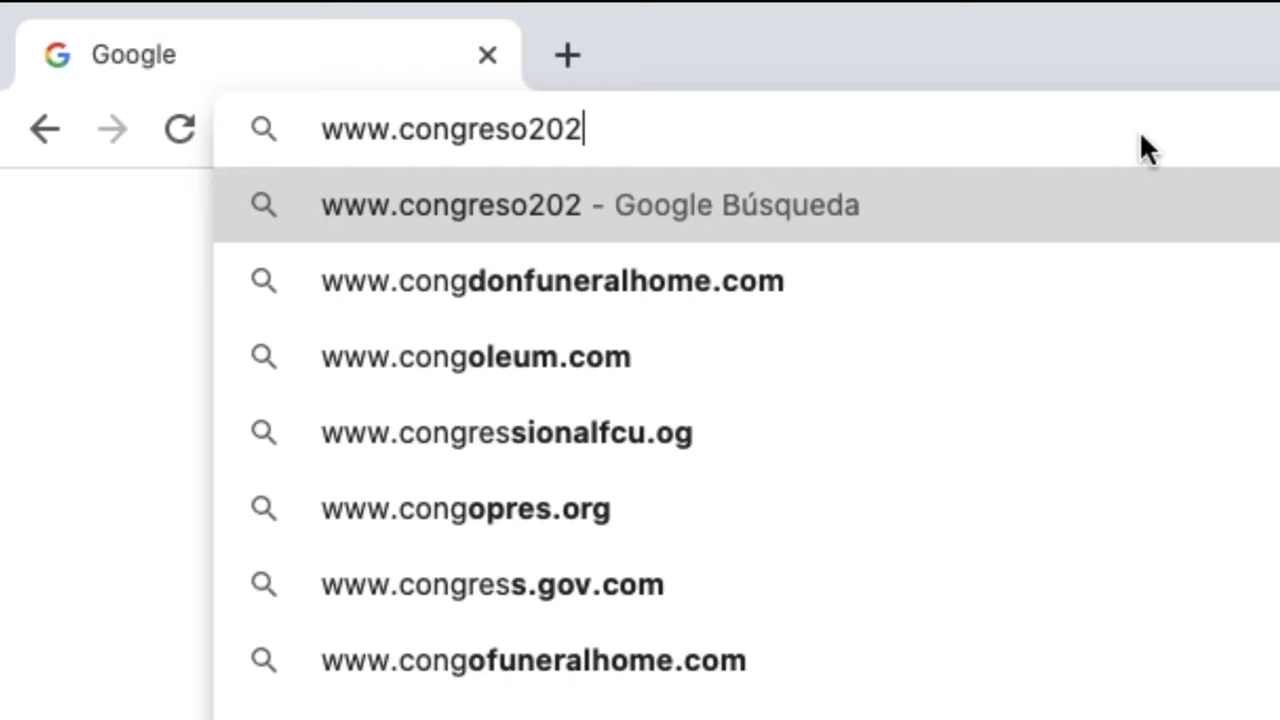 Google
www.congreso202
www.congreso202 - Google Búsqueda
www.congdonfuneralhome.com
www.congoleum.com
www.congressionalfcu.og
www.congopres.org
www.congress.gov.com
www.congofuneralhome.com